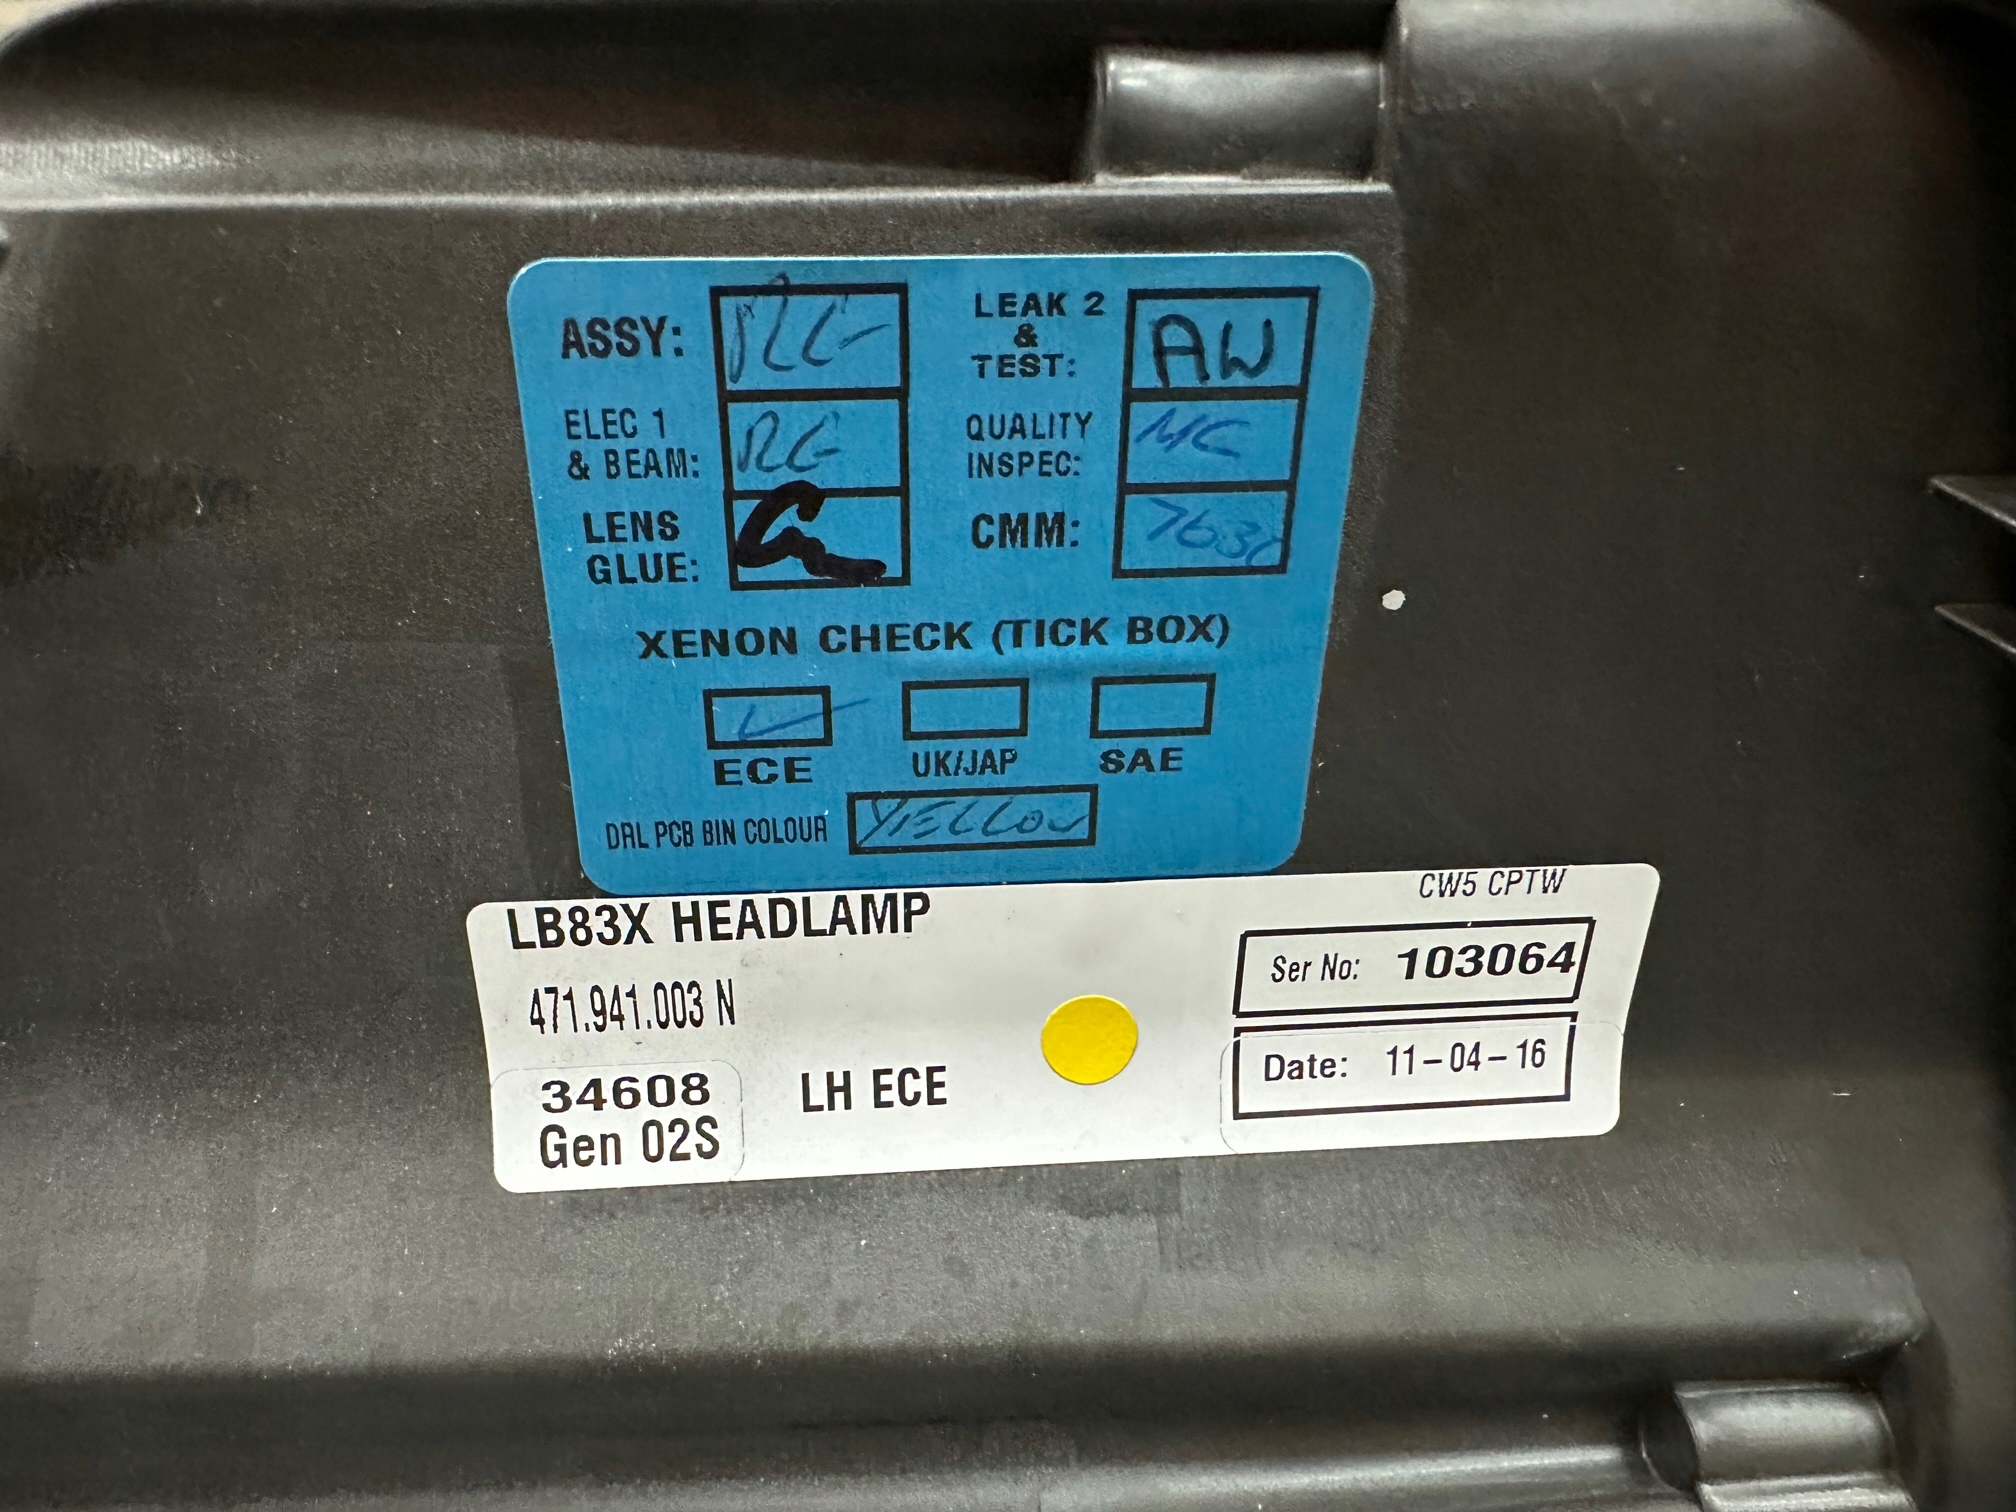 ASSY:
LEAK 2
&
TEST: AW
ELEC 1
& BEAM:
QUALITY
INSPEC: MC
LENS
GLUE:
CMM:
XENON CHECK (TICK BOX)
ECE UK/JAP SAE
DRL PCB BIN COLOUR YELLOW
CW5 CPTW
LB83X HEADLAMP
Ser No: 103064
471.941.003 N
Date: 11-04-16
34608 LH ECE
Gen 02S